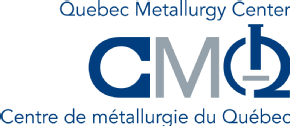 Quebec Metallurgy Center
CMQ
Centre de métallurgie du Québec